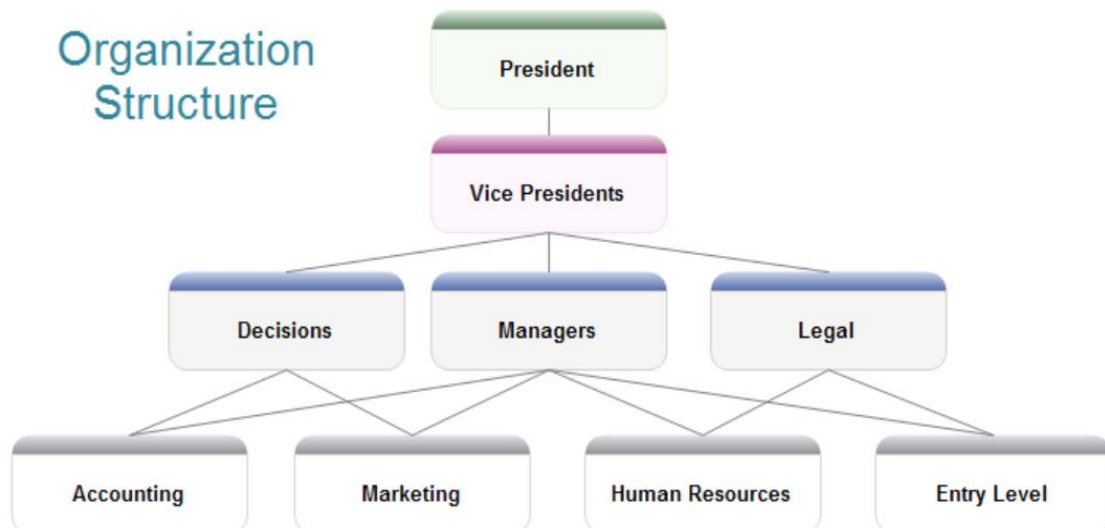 Organization
Structure
President
Vice Presidents
Decisions
Managers
Legal
Accounting
Marketing
Human Resources
Entry Level